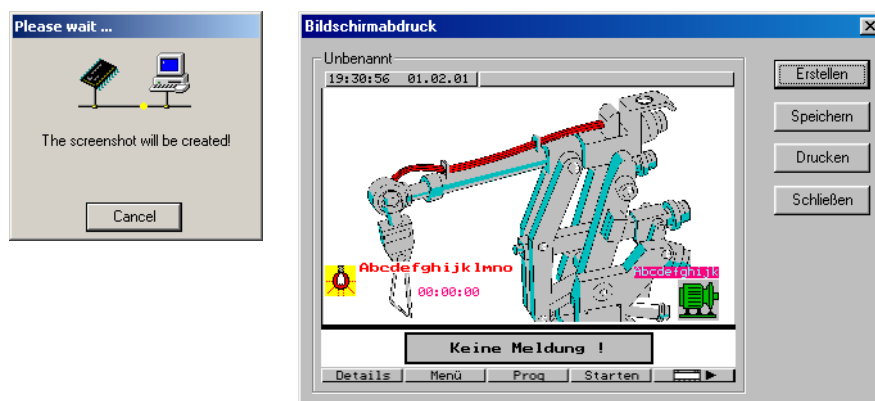 Please wait ...
The screenshot will be created!
Cancel
Bildschirmabdruck
Unbenannt
19:30:56 01.02.01
Abcdefghijklmno
00:00:00
Abcdefghijk
Keine Meldung !
Details Menü Prog Starten
Erstellen
Speichern
Drucken
Schließen